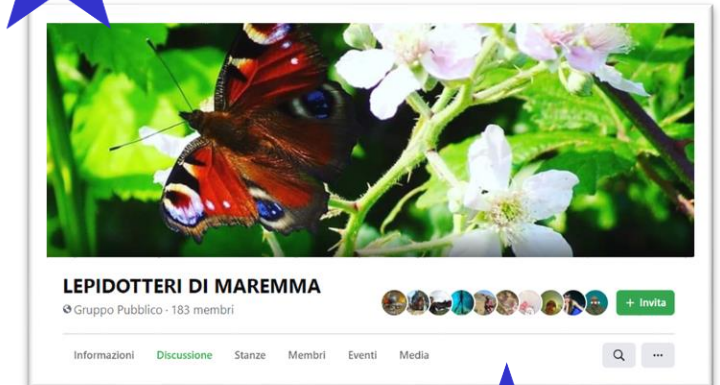 LEPIDOTTERI DI MAREMMA
Gruppo Pubblico · 183 membri
+ Invita
Informazioni Discussione Stanze Membri Eventi Media